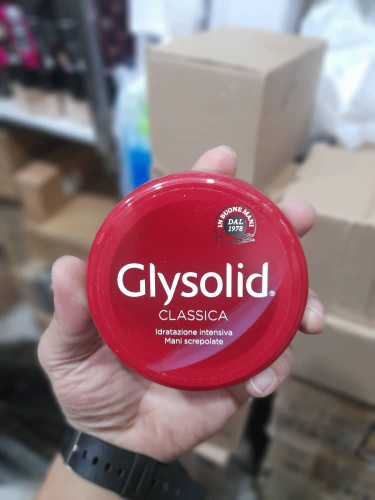 IN BUONE MANI
DAL
1978
Glysolid®
CLASSICA
Idratazione intensiva
Mani screpolate